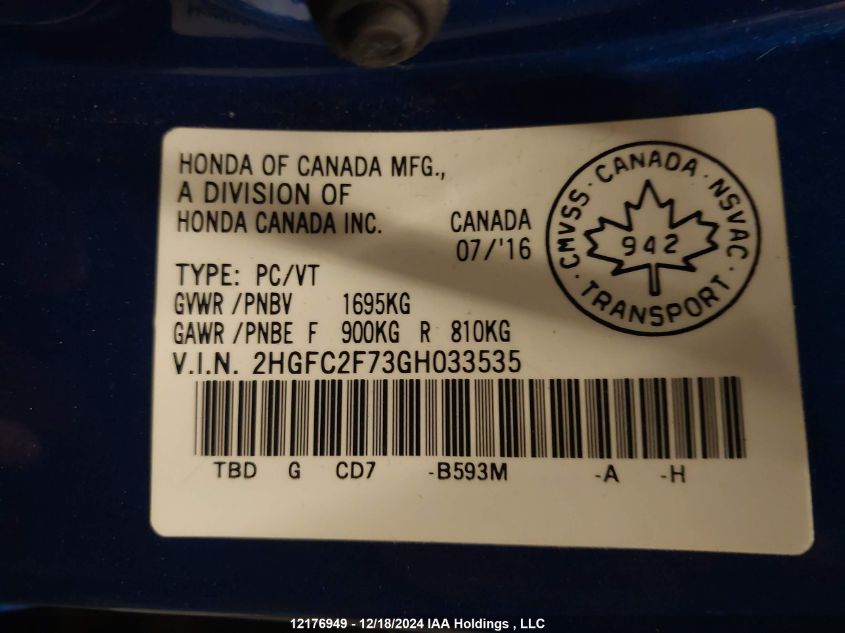 HONDA OF CANADA MFG.,
A DIVISION OF
HONDA CANADA INC.
CANADA
07/'16
CMVSS · CANADA · NSVAC · TRANSPORT ·
942
TYPE: PC/VT
GVWR /PNBV 1695KG
GAWR /PNBE F 900KG R 810KG
V.I.N. 2HGFC2F73GH033535
TBD G CD7 -B593M -A -H
12176949 - 12/18/2024 IAA Holdings , LLC